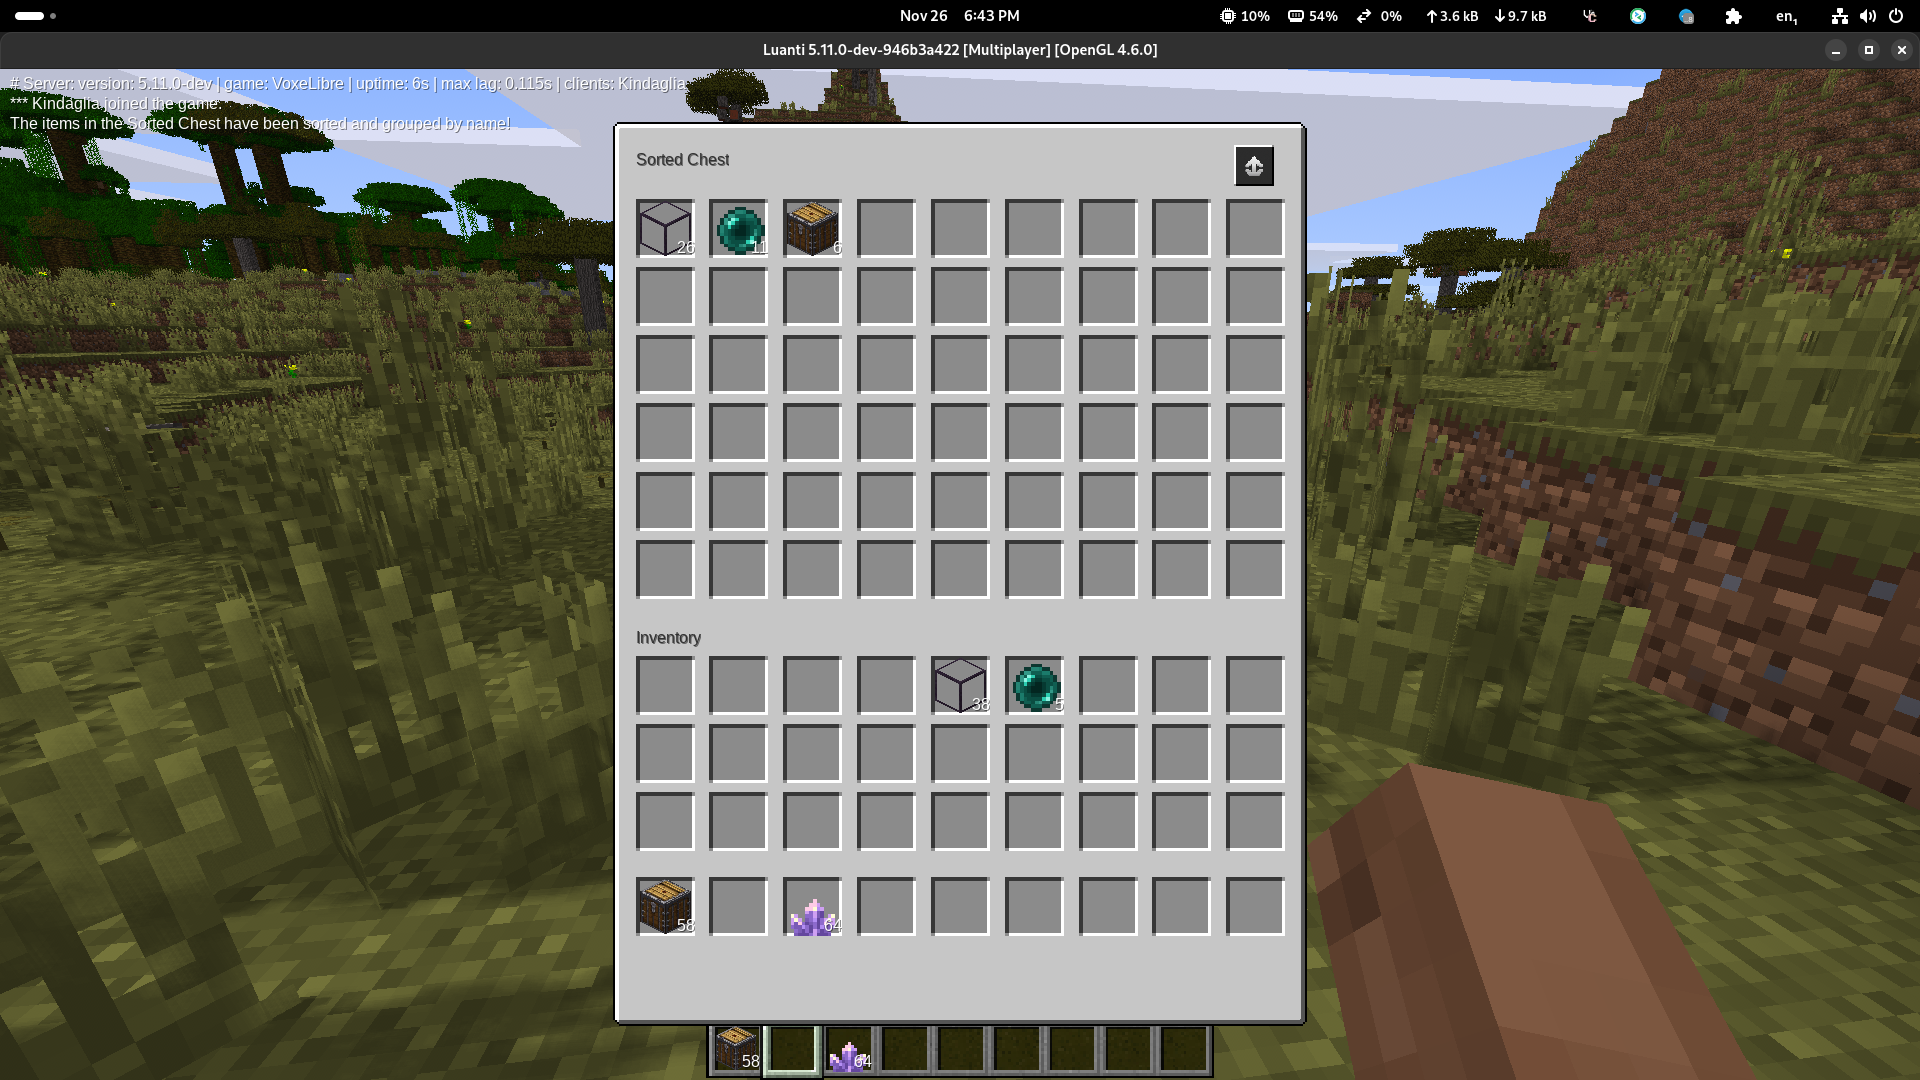 Nov 26 6:43 PM
10% 54% 0% 3.6 kB 9.7 kB en1
Luanti 5.11.0-dev-946b3a422 [Multiplayer] [OpenGL 4.6.0]
# Server: version: 5.11.0-dev | game: VoxeLibre | uptime: 6s | max lag: 0.115s | clients: Kindaglia
*** Kindaglia joined the game.
The items in the Sorted Chest have been sorted and grouped by name!
Sorted Chest
26 11 6
Inventory
38 5
58 64
58 64